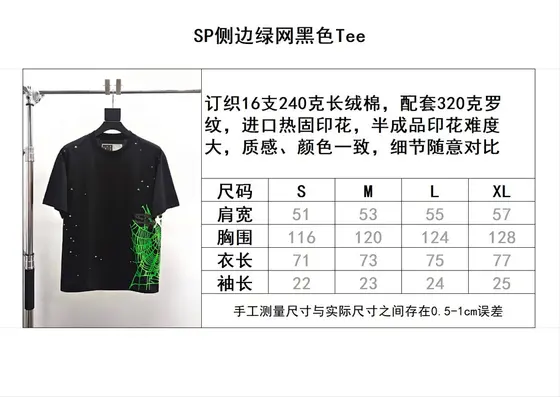 SP侧边绿网黑色Tee
订织16支240克长绒棉，配套320克罗
纹，进口热固印花，半成品印花难度
大，质感、颜色一致，细节随意对比
尺码 S M L XL
肩宽 51 53 55 57
胸围 116 120 124 128
衣长 71 73 75 77
袖长 22 23 24 25
手工测量尺寸与实际尺寸之间存在0.5-1cm误差